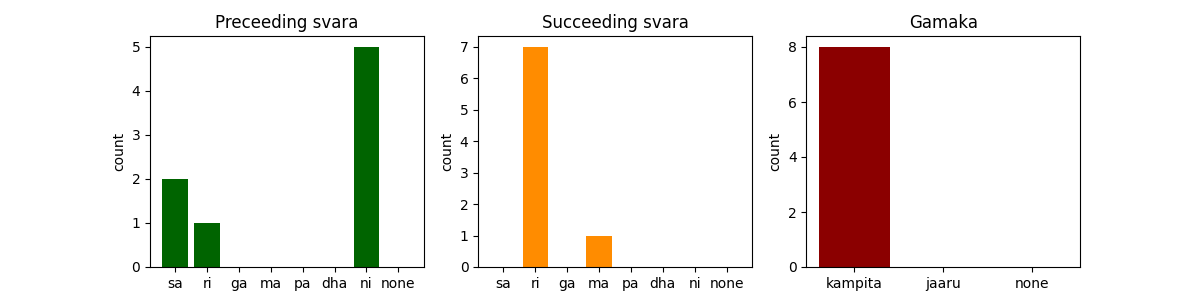 Preceeding svara
count
5
4
3
2
1
0
sa ri ga ma pa dha ni none
Succeeding svara
count
7
6
5
4
3
2
1
0
sa ri ga ma pa dha ni none
Gamaka
count
8
6
4
2
0
kampita jaaru none